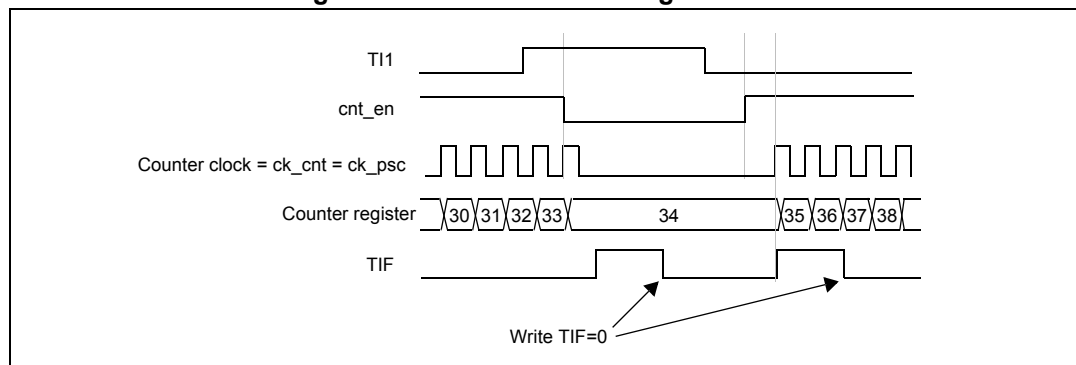 TI1
cnt_en
Counter clock = ck_cnt = ck_psc
Counter register 30 31 32 33 34 35 36 37 38
TIF
Write TIF=0